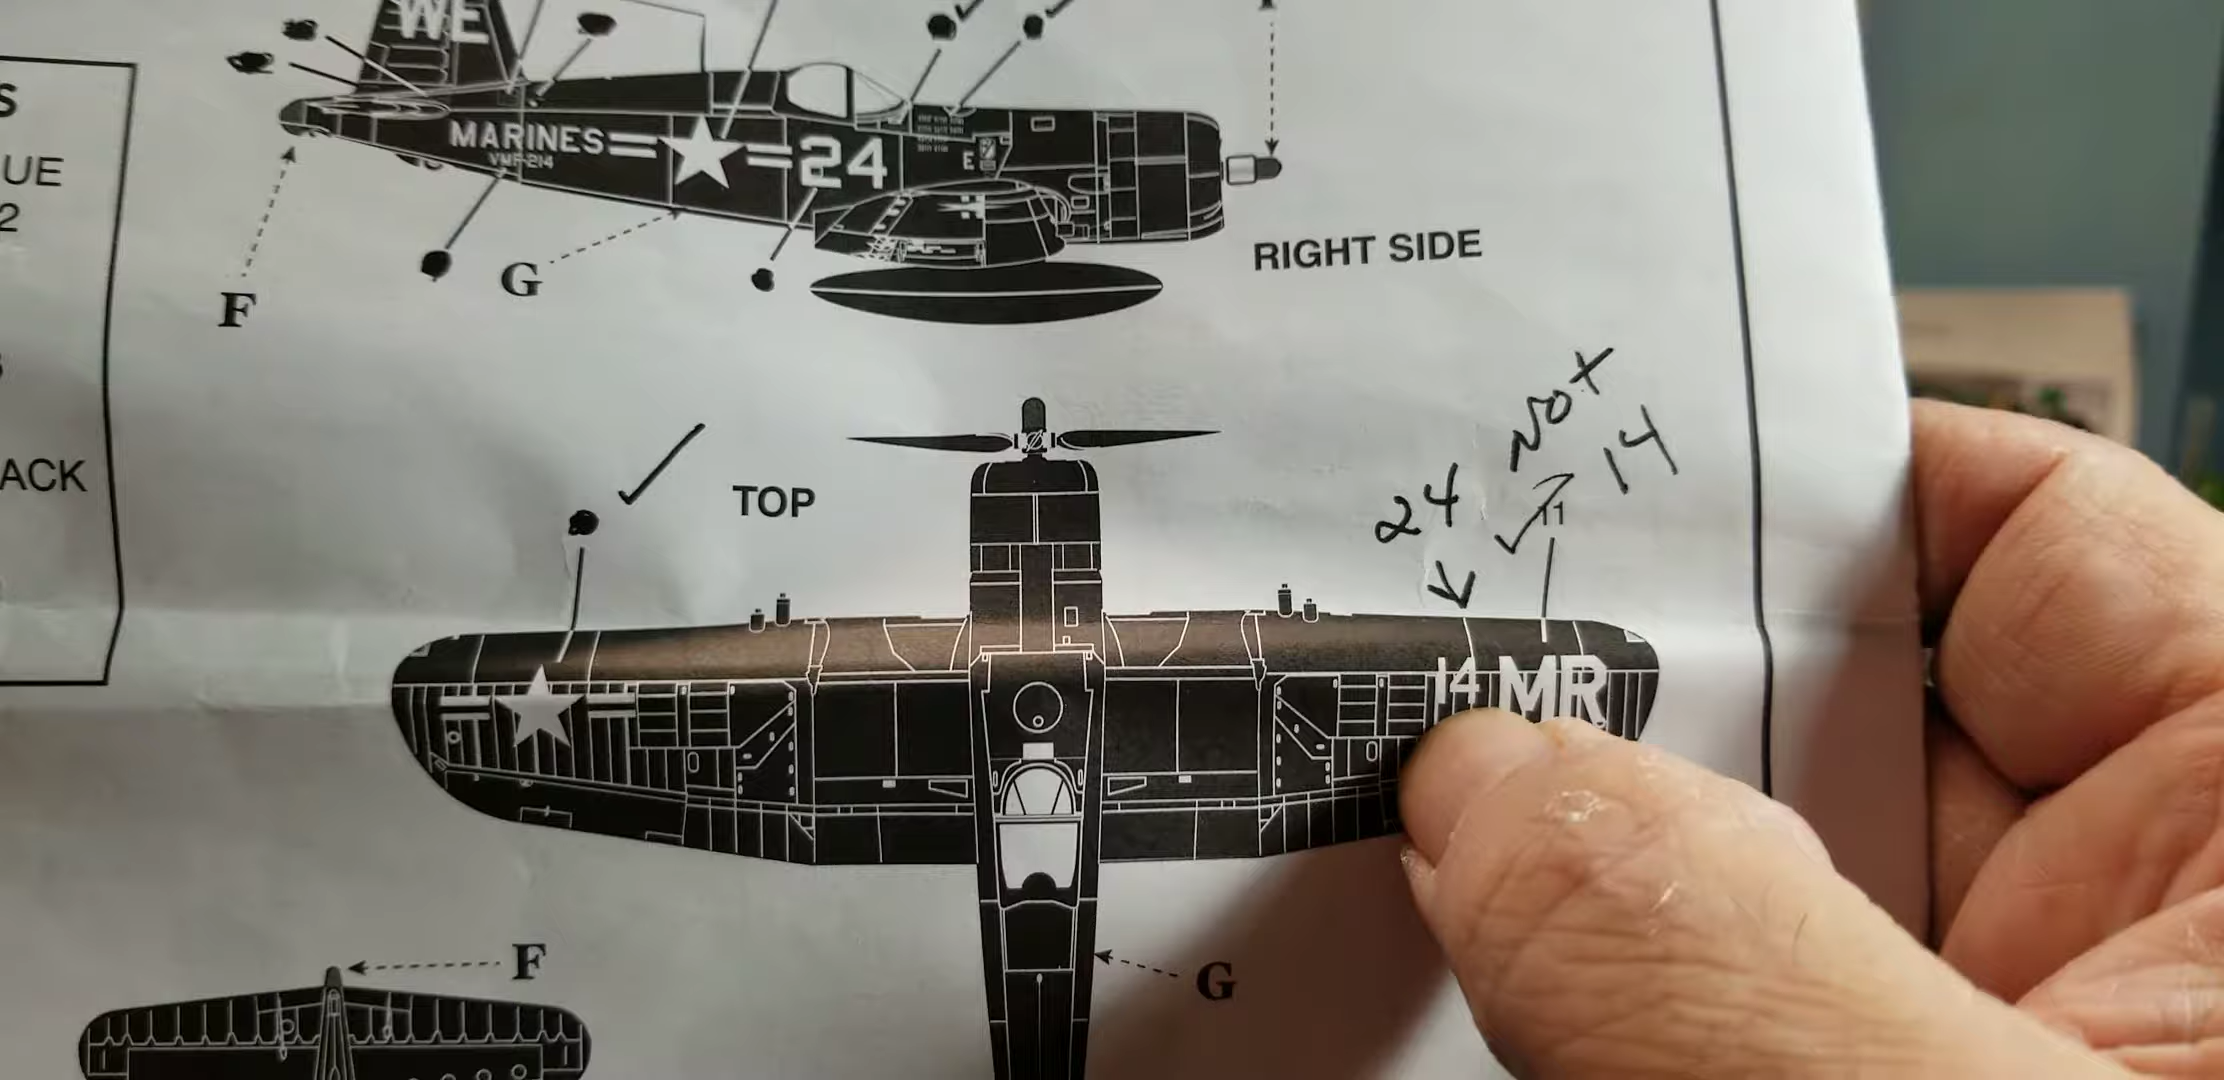 WE
S
UE
2
ACK
MARINES
VMF-214
24
E
F
G
RIGHT SIDE
TOP
24
NOT
14
11
14 MR
F
G